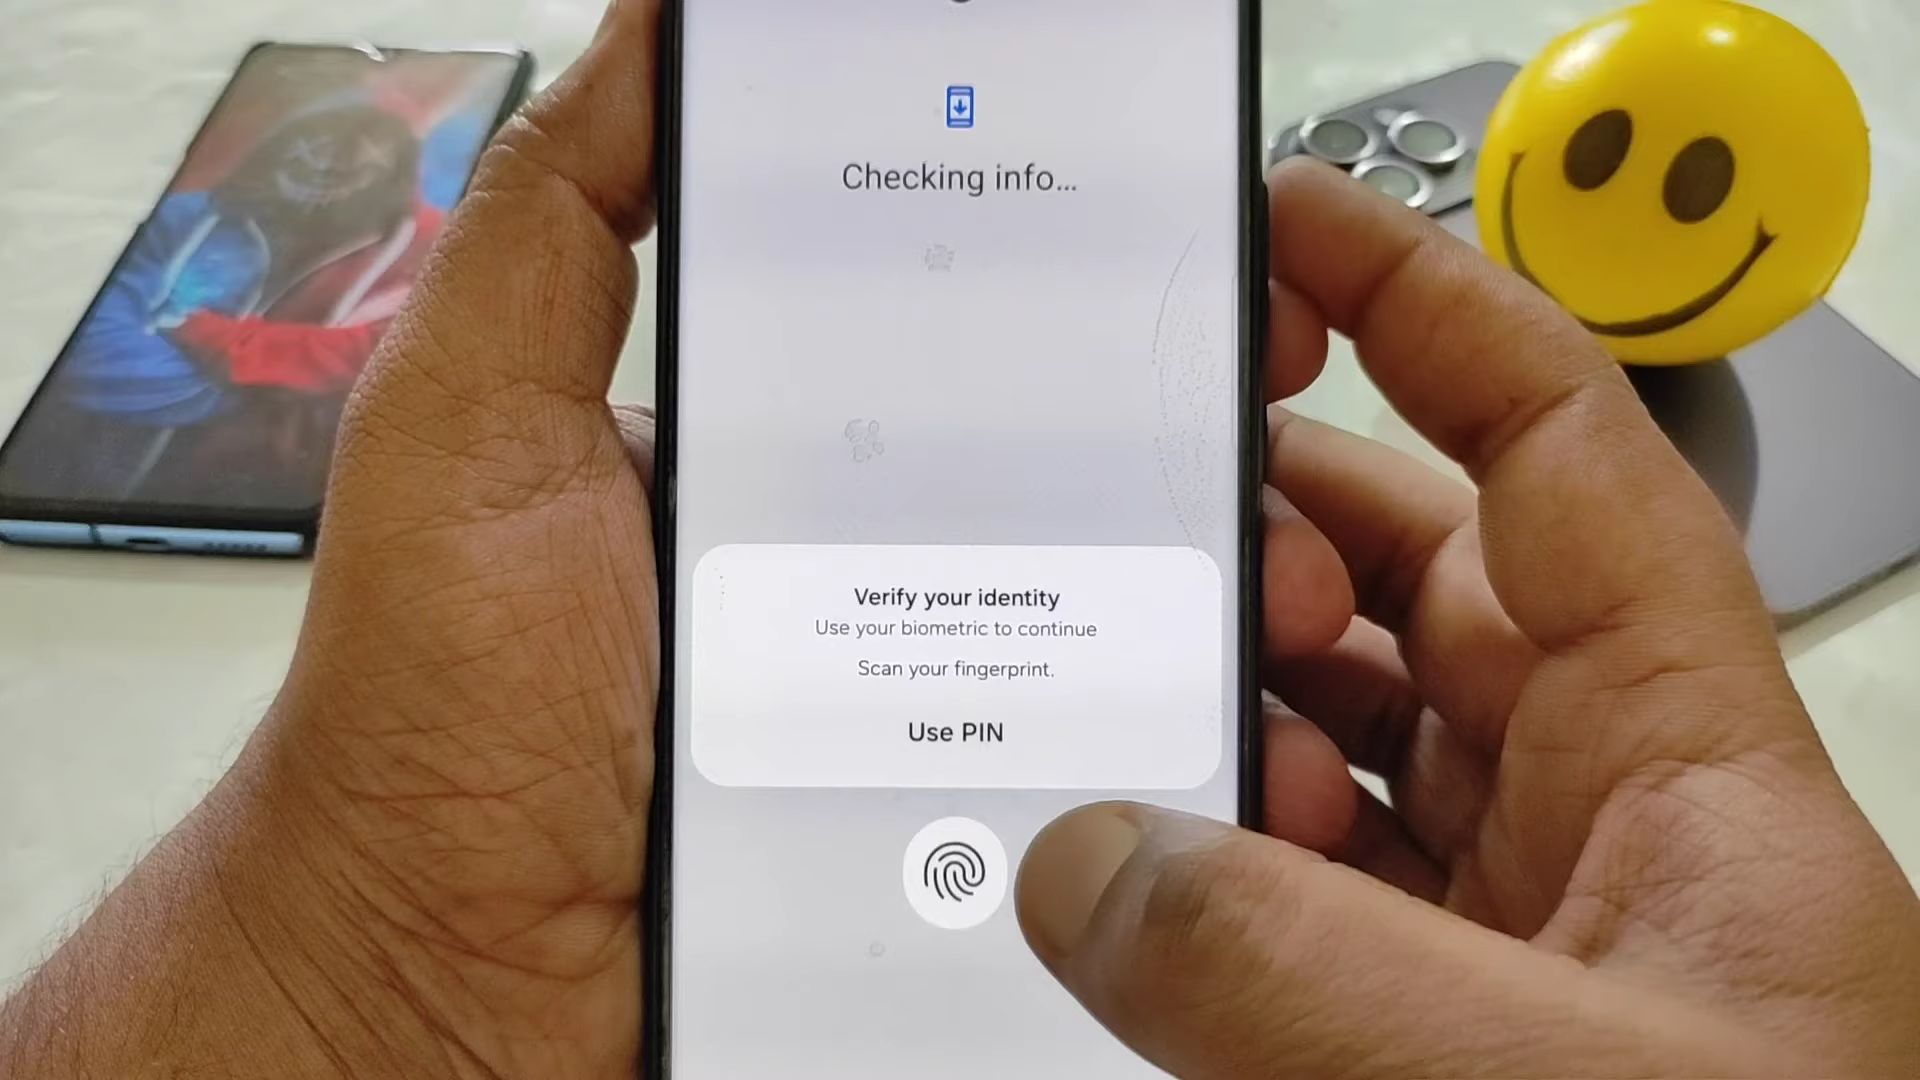 Checking info...
Verify your identity
Use your biometric to continue
Scan your fingerprint.
Use PIN